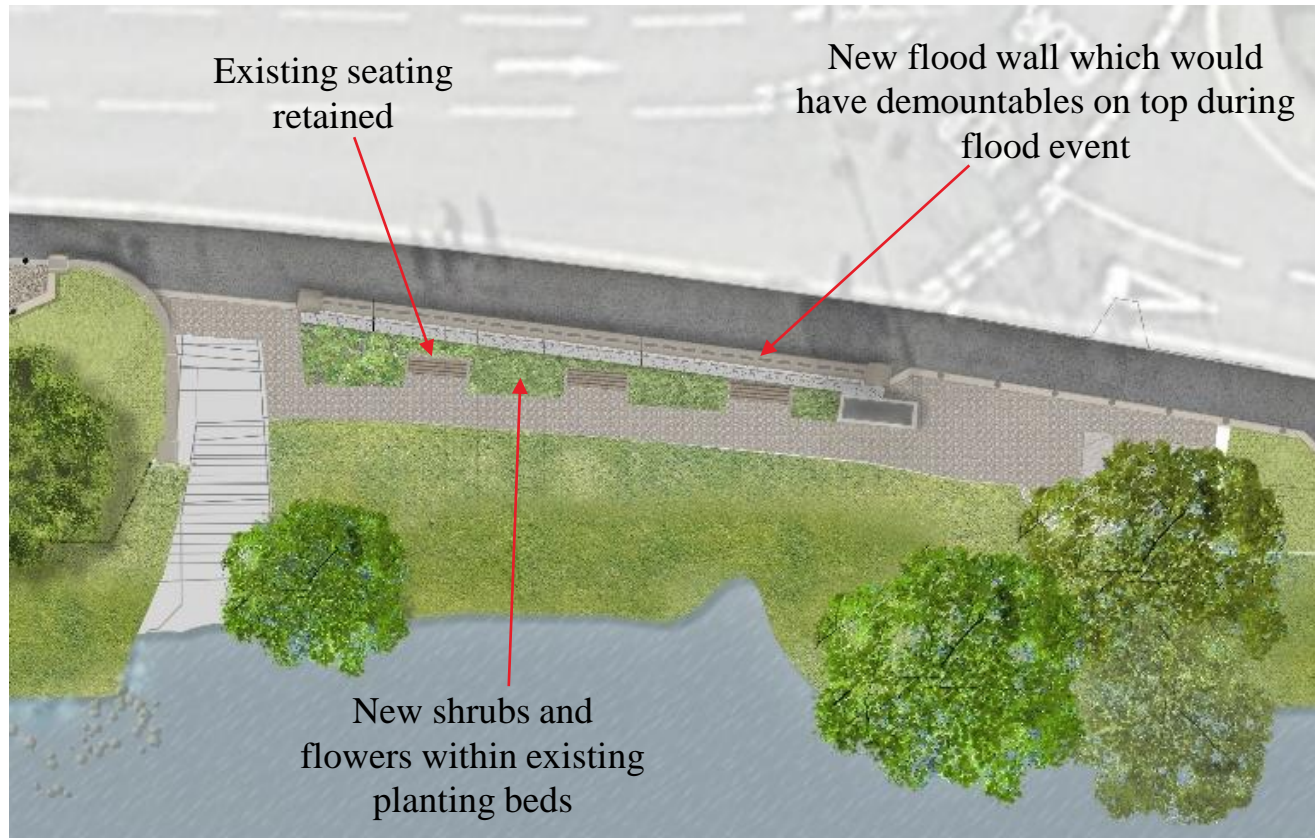 Existing seating
retained
New flood wall which would
have demountables on top during
flood event
New shrubs and
flowers within existing
planting beds